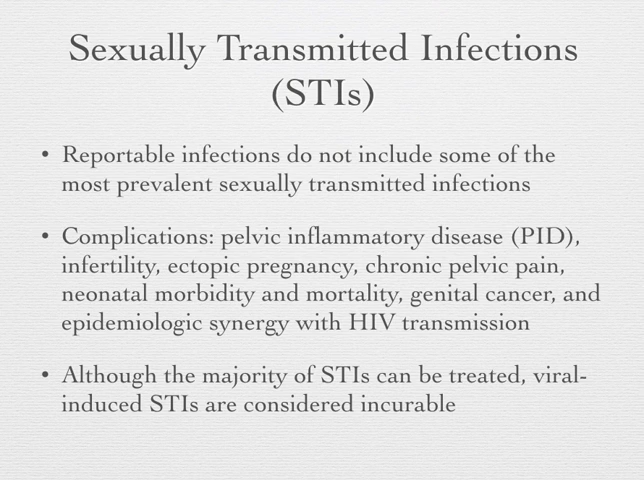 Sexually Transmitted Infections
(STIs)
• Reportable infections do not include some of the
most prevalent sexually transmitted infections
• Complications: pelvic inflammatory disease (PID),
infertility, ectopic pregnancy, chronic pelvic pain,
neonatal morbidity and mortality, genital cancer, and
epidemiologic synergy with HIV transmission
• Although the majority of STIs can be treated, viral-
induced STIs are considered incurable